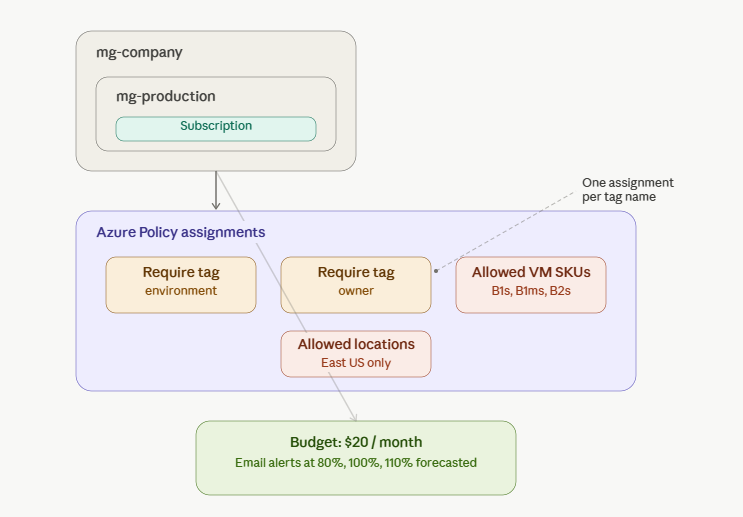 mg-company
mg-production
Subscription
One assignment
per tag name
Azure Policy assignments
Require tag
environment
Require tag
owner
Allowed VM SKUs
B1s, B1ms, B2s
Allowed locations
East US only
Budget: $20 / month
Email alerts at 80%, 100%, 110% forecasted